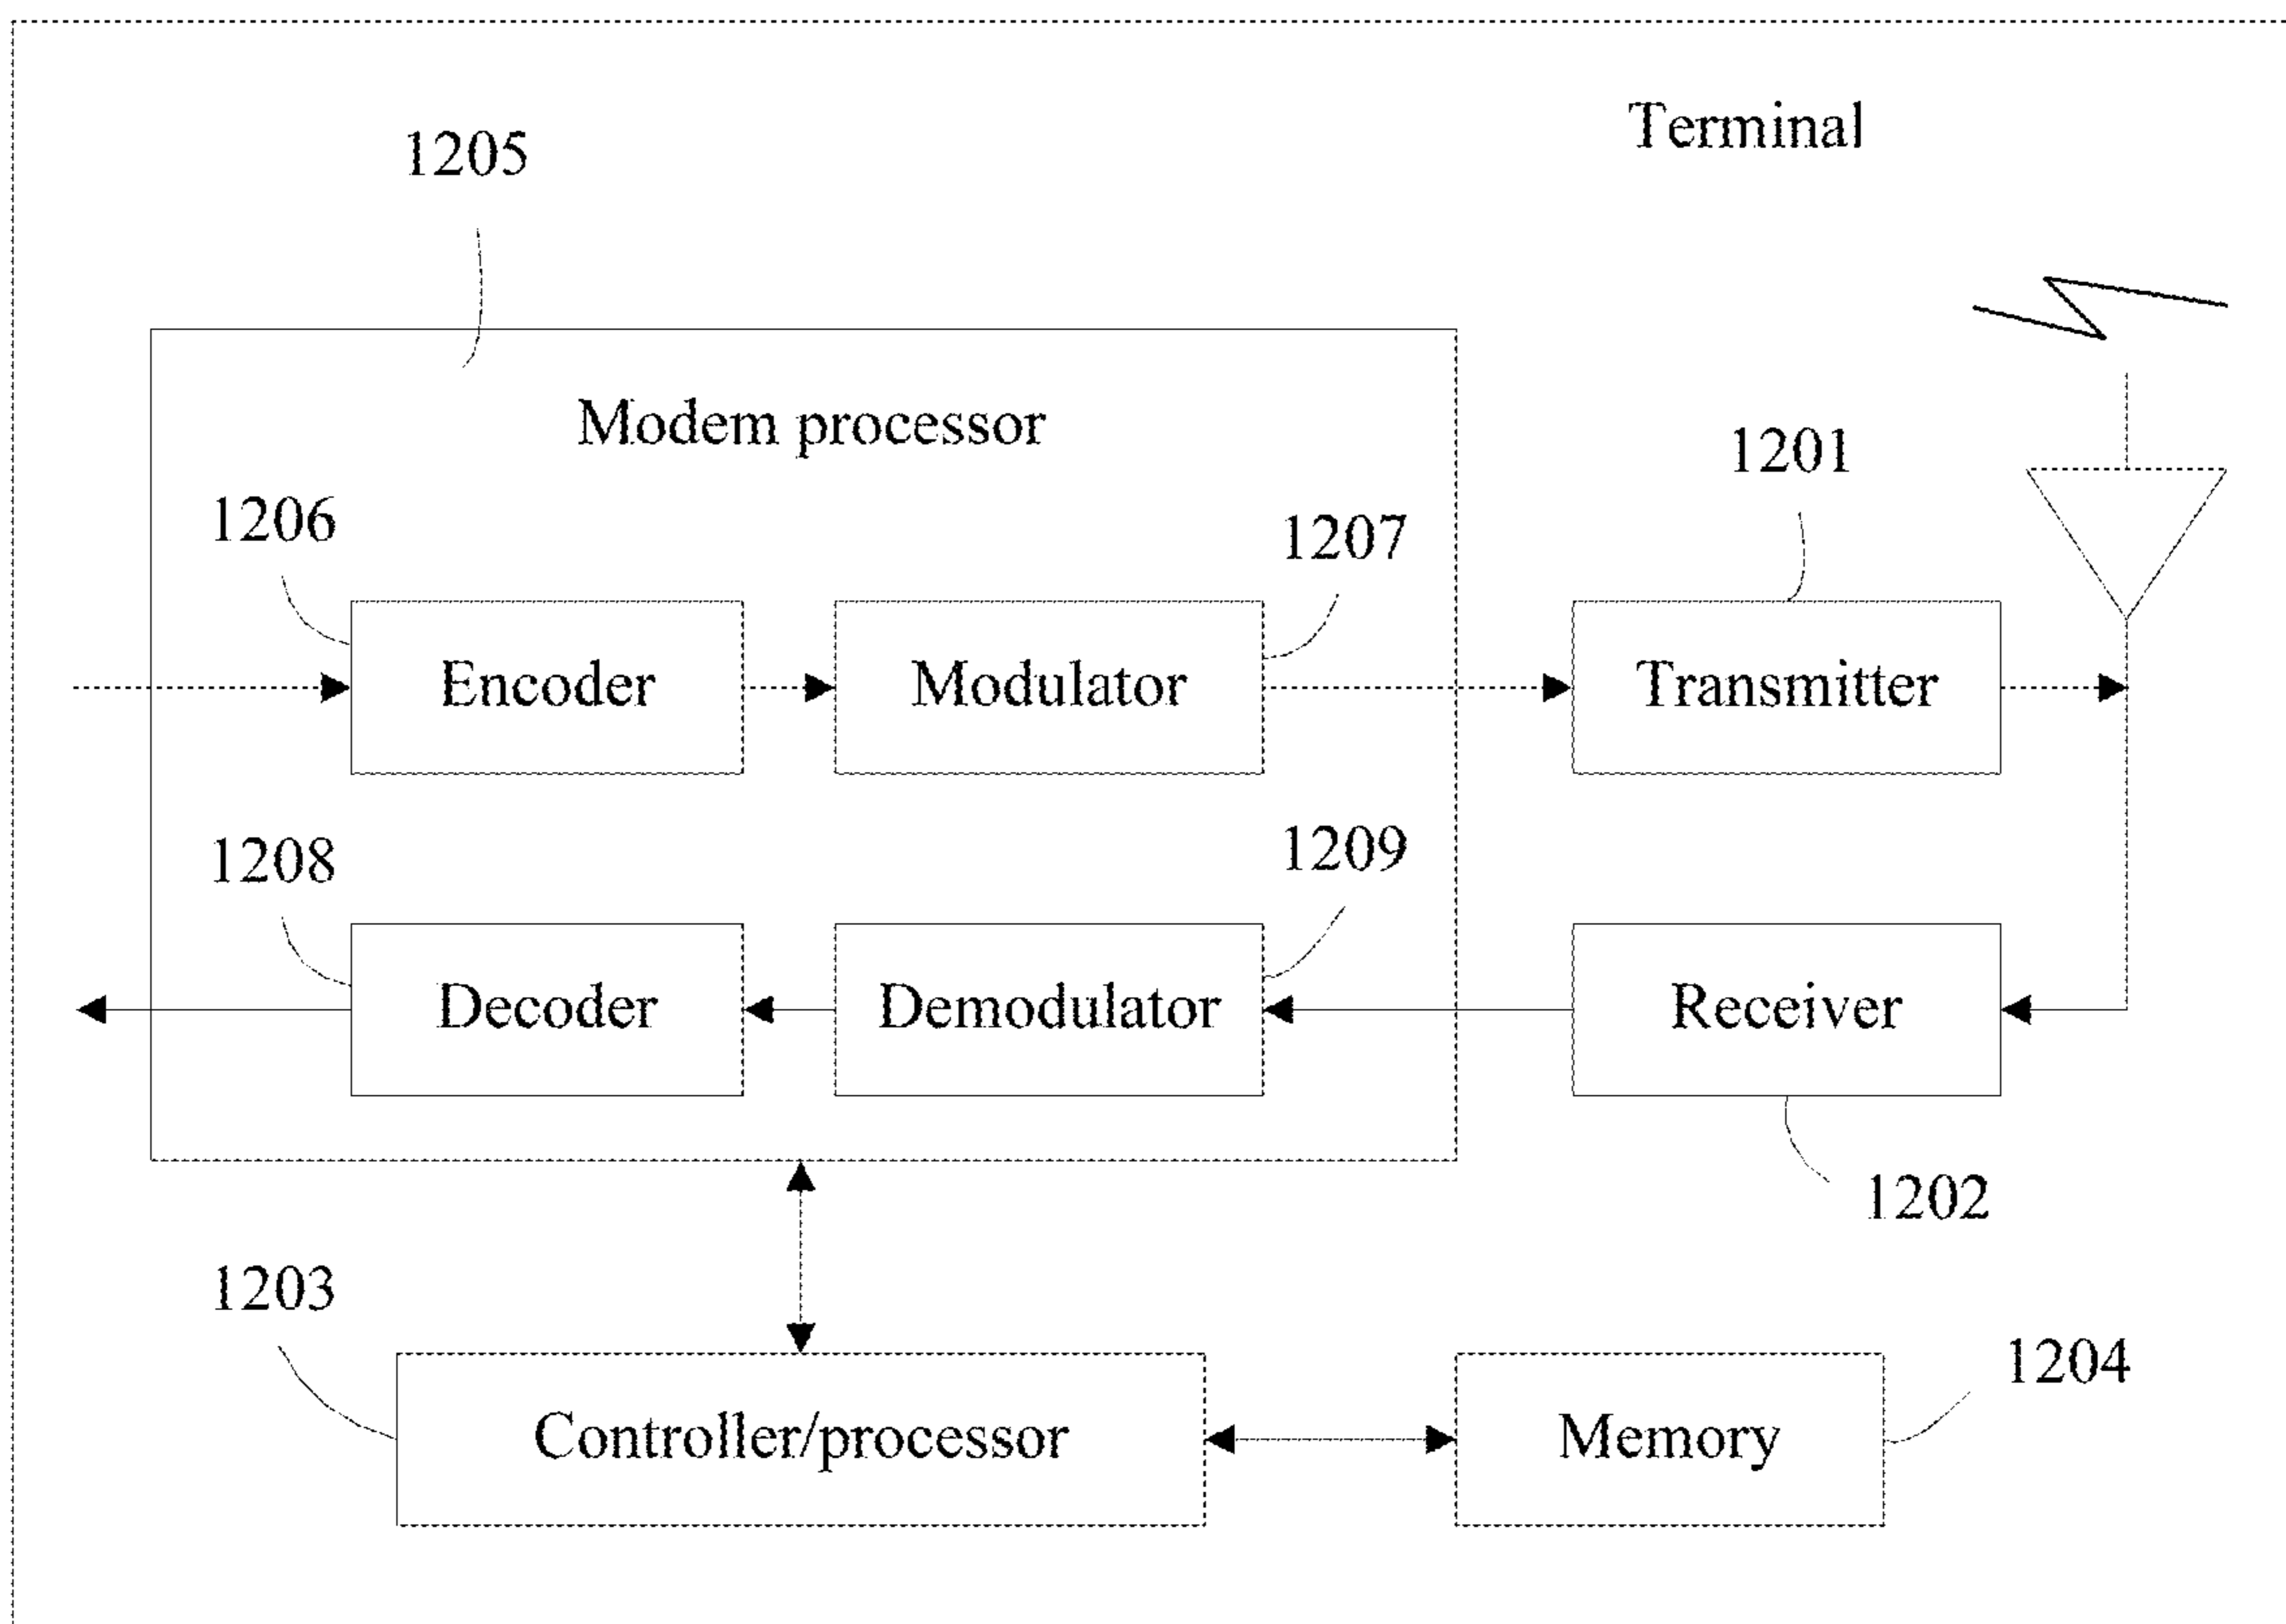 Terminal
1205
Modem processor
1201
1206
1207
Encoder
Modulator
Transmitter
1208
1209
Decoder
Demodulator
Receiver
1202
1203
1204
Controller/processor
Memory